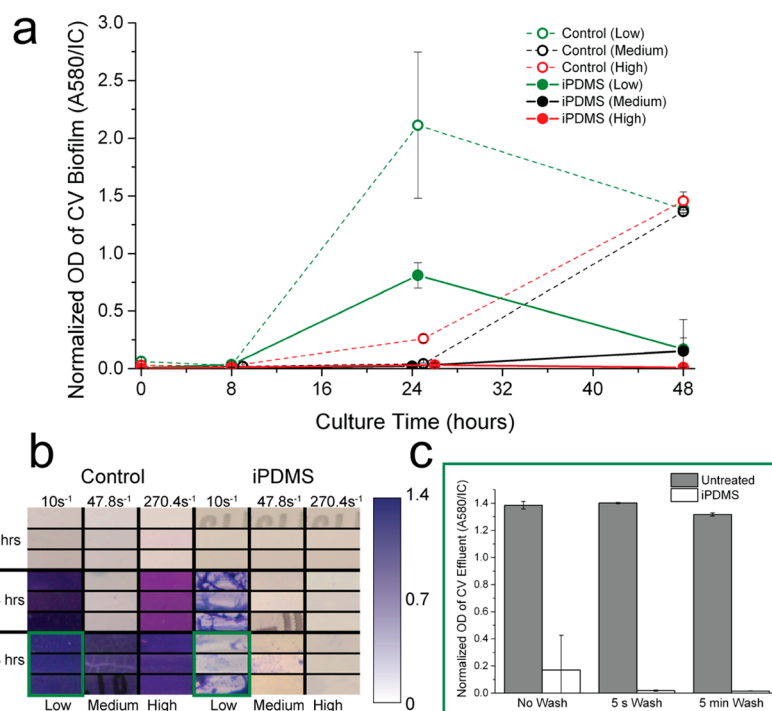 a
3.0
2.5
2.0
1.5
1.0
0.5
0.0
Normalized OD of CV Biofilm (A580/IC)
Control (Low)
Control (Medium)
Control (High)
iPDMS (Low)
iPDMS (Medium)
iPDMS (High)
0 8 16 24 32 40 48
Culture Time (hours)
b
Control iPDMS
10s⁻¹ 47.8s⁻¹ 270.4s⁻¹ 10s⁻¹ 47.8s⁻¹ 270.4s⁻¹
hrs
hrs
hrs
Low Medium High Low Medium High
1.4
0.7
0
c
Untreated
iPDMS
Normalized OD of CV Effluent (A580/IC)
1.4
1.2
1.0
0.8
0.6
0.4
0.2
0.0
No Wash 5 s Wash 5 min Wash